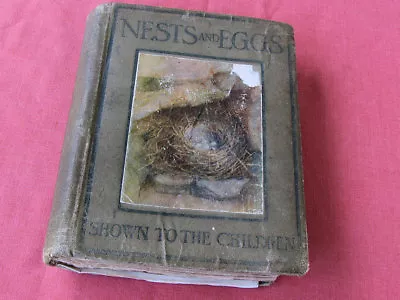 NESTS AND EGGS
SHOWN TO THE CHILDREN